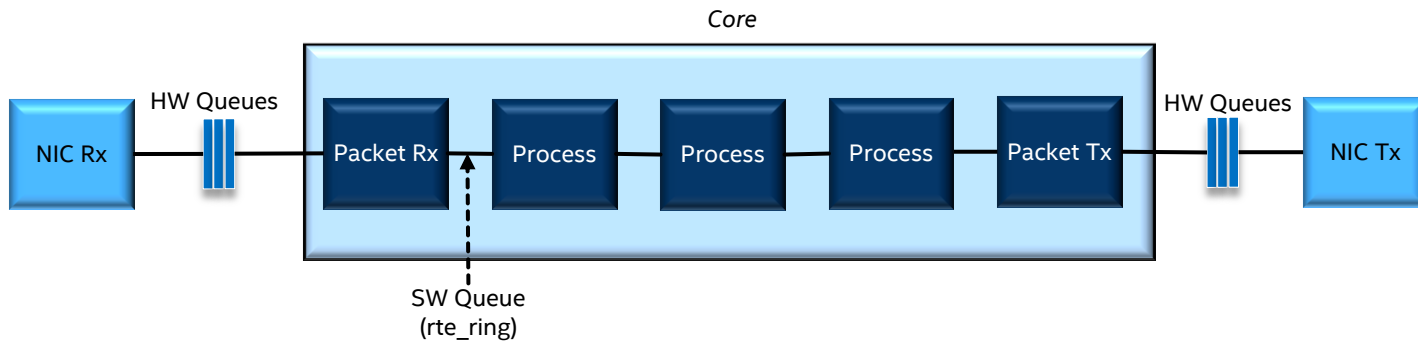 Core
HW Queues
HW Queues
NIC Rx
Packet Rx
Process
Process
Process
Packet Tx
NIC Tx
SW Queue
(rte_ring)